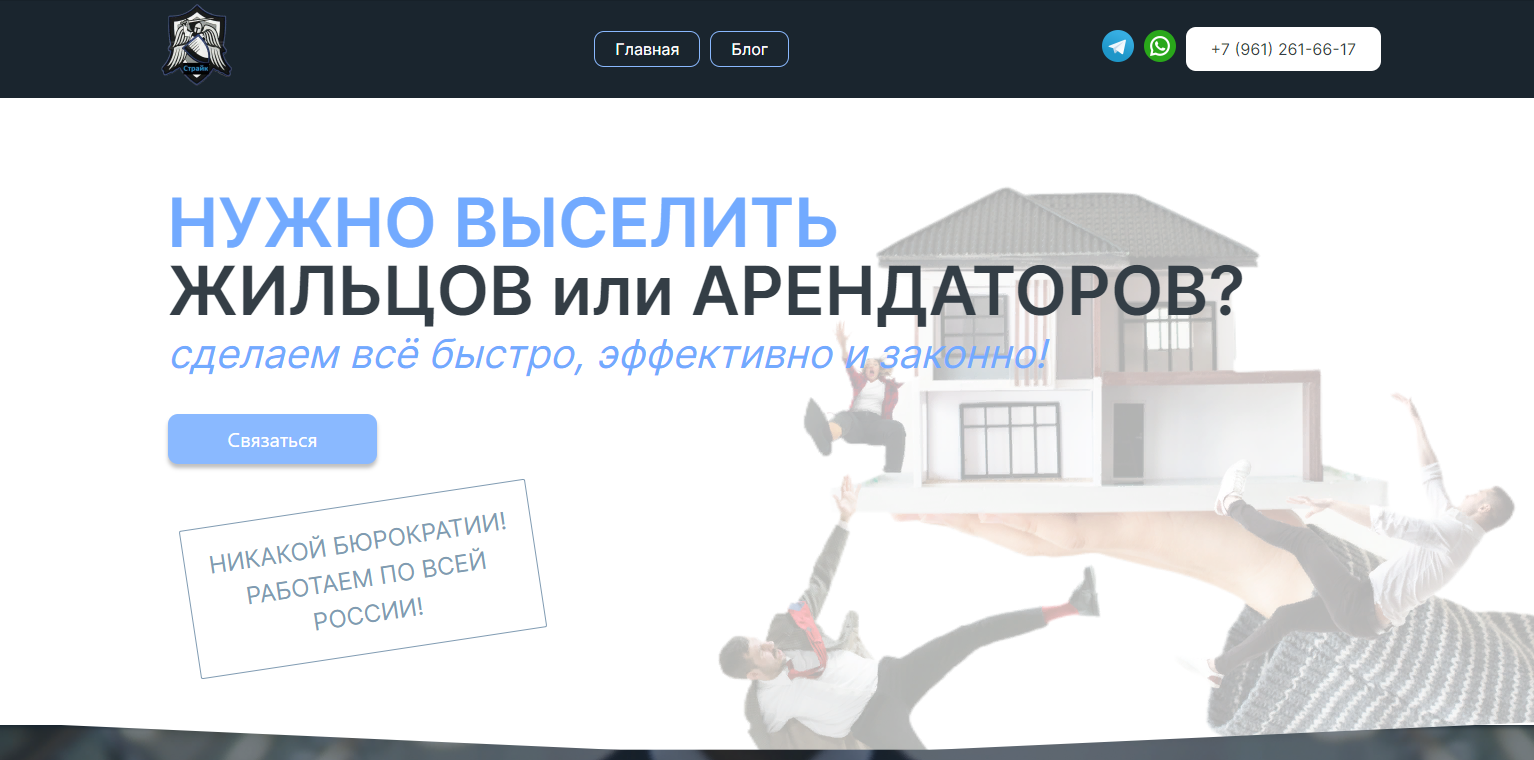 Страйк
Главная
Блог
+7 (961) 261-66-17
НУЖНО ВЫСЕЛИТЬ
ЖИЛЬЦОВ или АРЕНДАТОРОВ?
сделаем всё быстро, эффективно и законно!
Связаться
НИКАКОЙ БЮРОКРАТИИ!
РАБОТАЕМ ПО ВСЕЙ
РОССИИ!